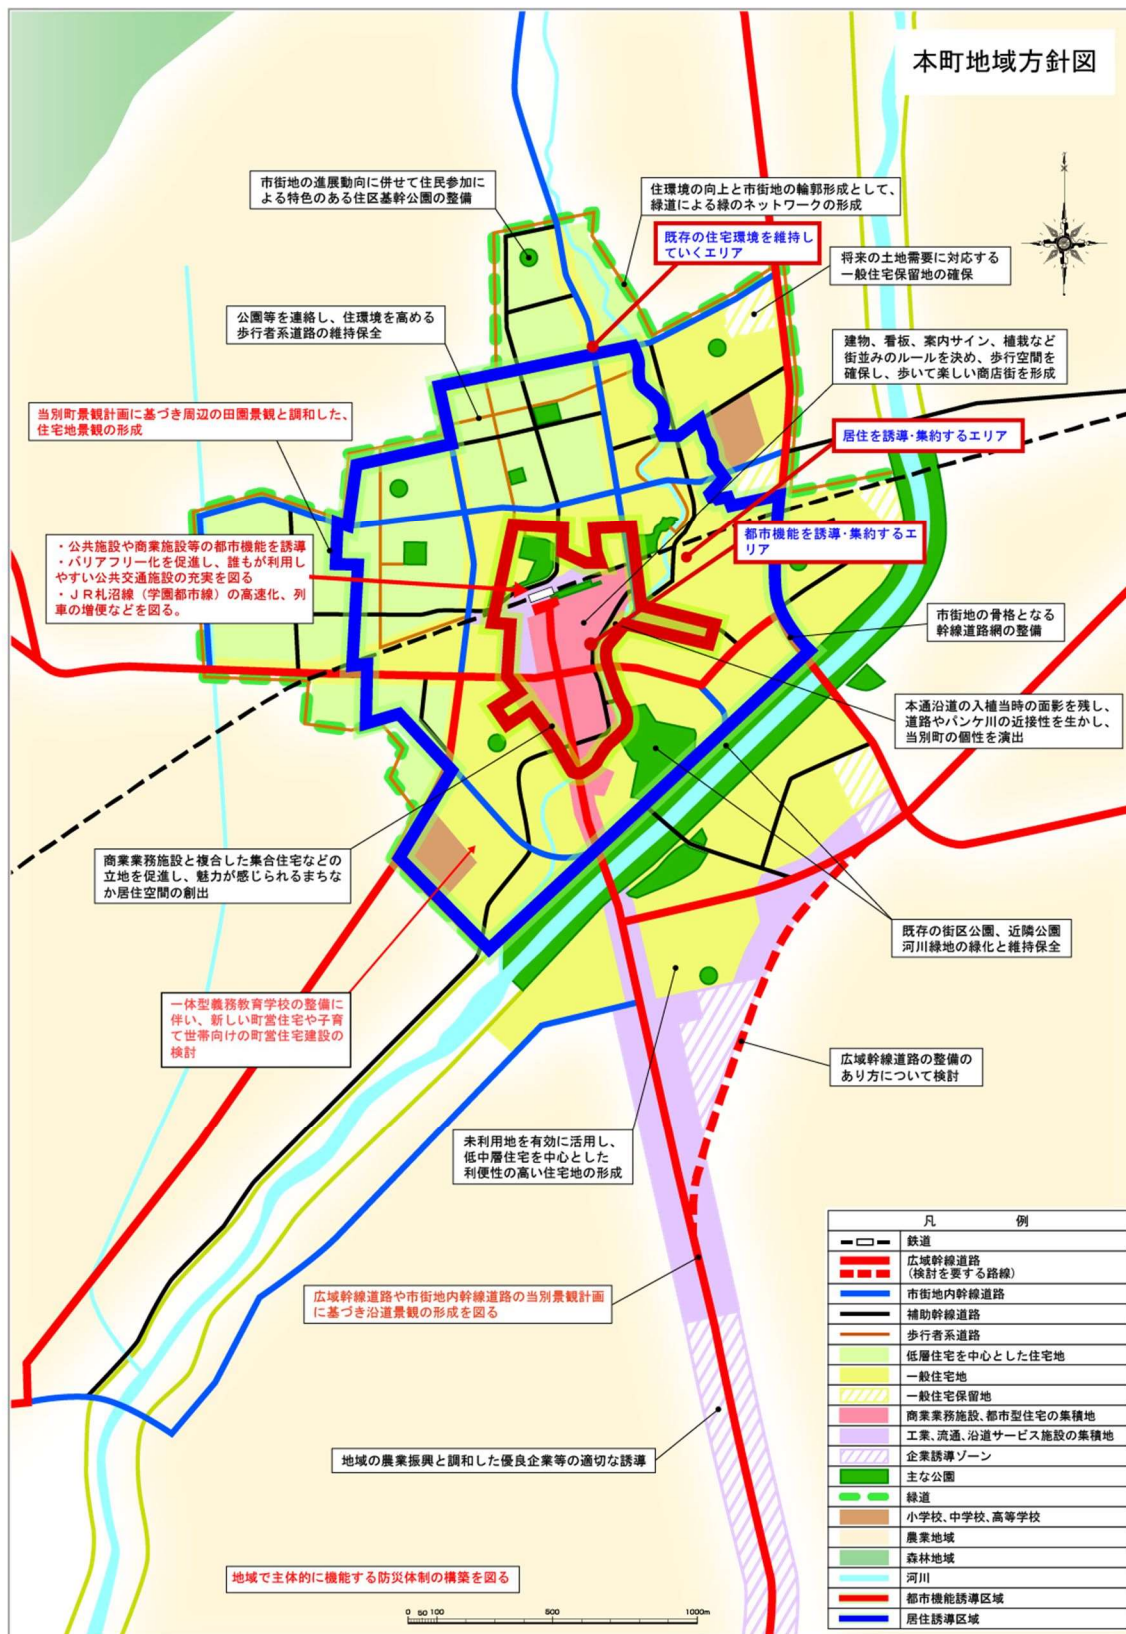 本町地域方針図
市街地の進展動向に併せて住民参加に
よる特色のある住区基幹公園の整備
住環境の向上と市街地の輪郭形成として、
緑道による緑のネットワークの形成
既存の住宅環境を維持し
ていくエリア
将来の土地需要に対応する
一般住宅保留地の確保
公園等を連絡し、住環境を高める
歩行者系道路の維持保全
建物、看板、案内サイン、植栽など
街並みのルールを決め、歩行空間を
確保し、歩いて楽しい商店街を形成
当別町景観計画に基づき周辺の田園景観と調和した、
住宅地景観の形成
居住を誘導・集約するエリア
・公共施設や商業施設等の都市機能を誘導
・バリアフリー化を促進し、誰もが利用し
やすい公共交通施設の充実を図る
・ＪＲ札沼線（学園都市線）の高速化、列
車の増便などを図る。
都市機能を誘導・集約するエ
リア
市街地の骨格となる
幹線道路網の整備
本通沿道の入植当時の面影を残し、
道路やパンケ川の近接性を生かし、
当別町の個性を演出
商業業務施設と複合した集合住宅などの
立地を促進し、魅力が感じられるまちな
か居住空間の創出
既存の街区公園、近隣公園
河川緑地の緑化と維持保全
一体型義務教育学校の整備に
伴い、新しい町営住宅や子育
て世帯向けの町営住宅建設の
検討
広域幹線道路の整備の
あり方について検討
未利用地を有効に活用し、
低中層住宅を中心とした
利便性の高い住宅地の形成
広域幹線道路や市街地内幹線道路の当別景観計画
に基づき沿道景観の形成を図る
地域の農業振興と調和した優良企業等の適切な誘導
地域で主体的に機能する防災体制の構築を図る
0 50 100 500 1000m
凡 例
鉄道
広域幹線道路
(検討を要する路線)
市街地内幹線道路
補助幹線道路
歩行者系道路
低層住宅を中心とした住宅地
一般住宅地
一般住宅保留地
商業業務施設、都市型住宅の集積地
工業、流通、沿道サービス施設の集積地
企業誘導ゾーン
主な公園
緑道
小学校、中学校、高等学校
農業地域
森林地域
河川
都市機能誘導区域
居住誘導区域